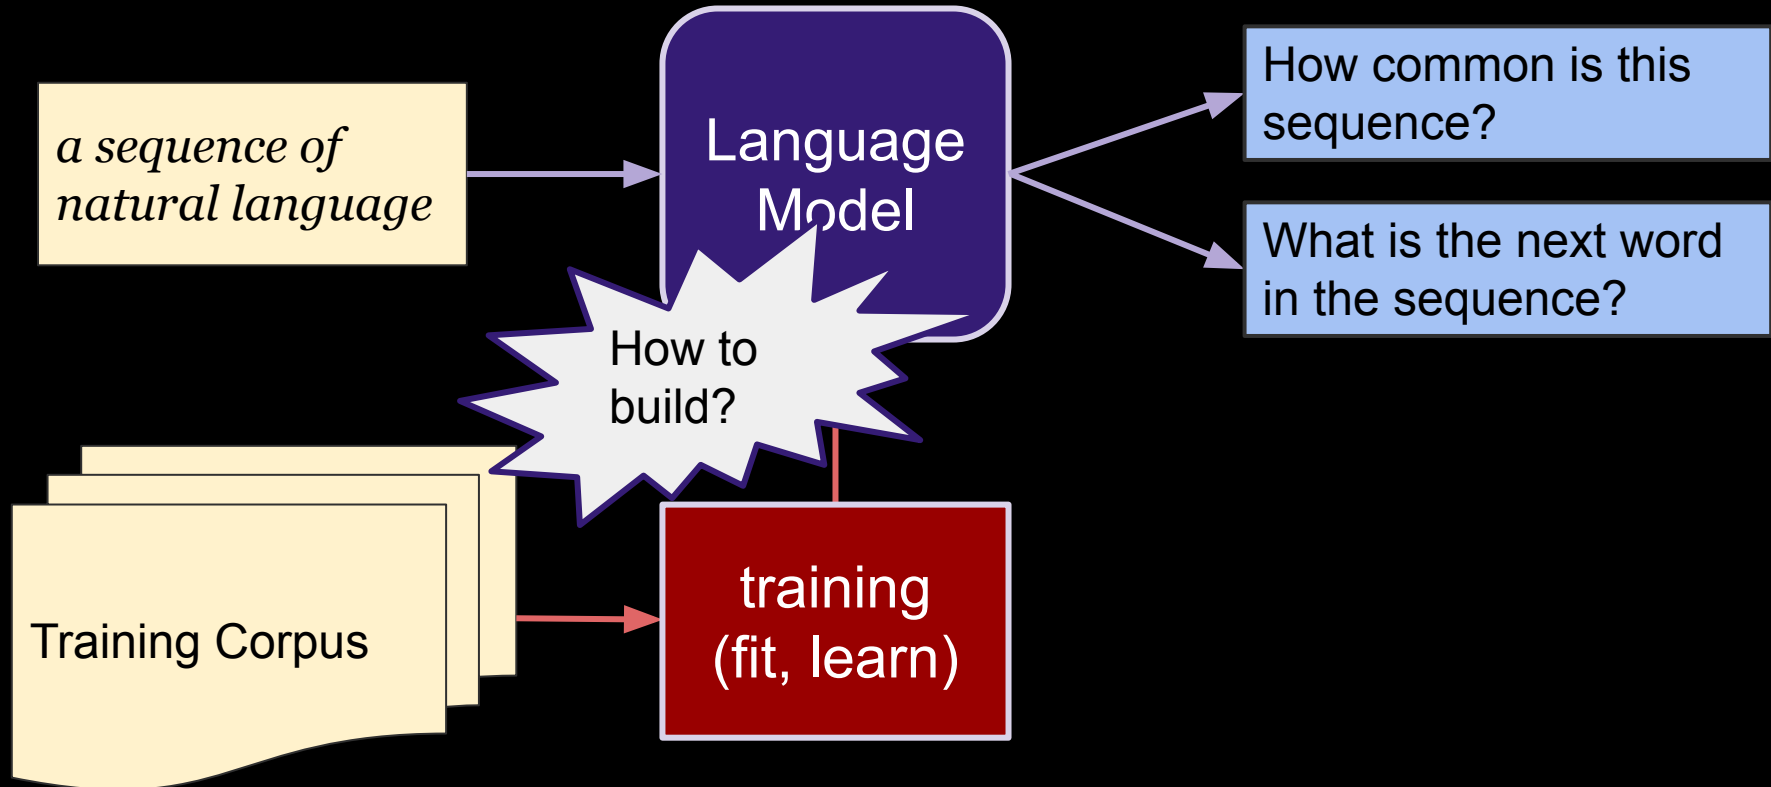 a sequence of
natural language
Language
Model
How common is this
sequence?
What is the next word
in the sequence?
How to
build?
Training Corpus
training
(fit, learn)